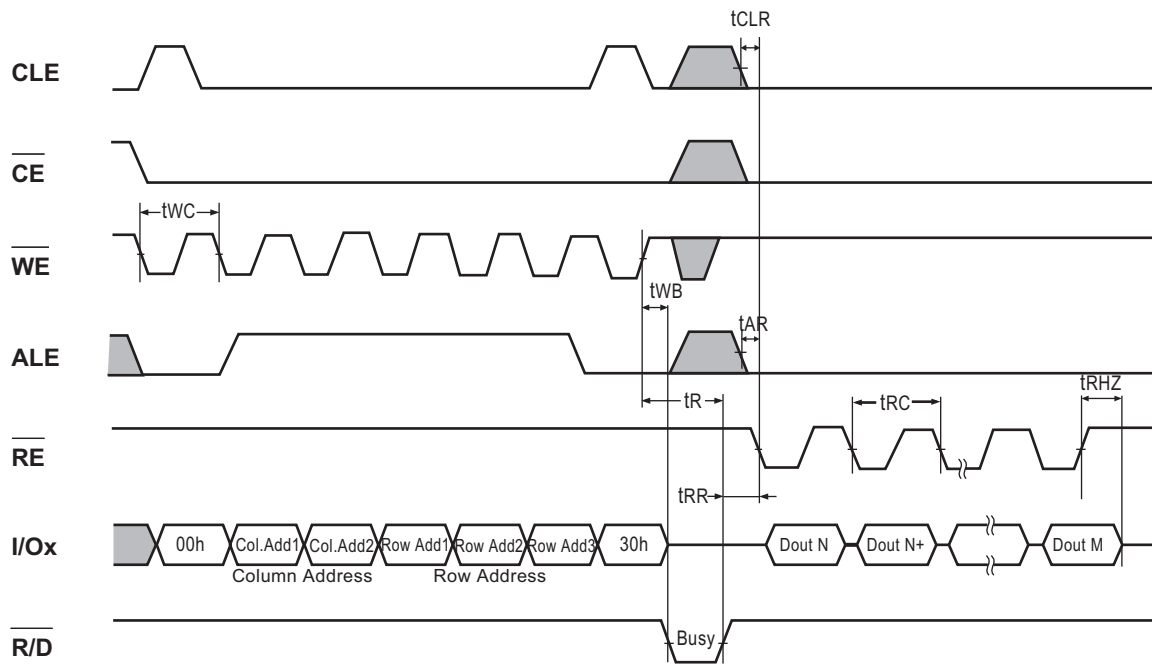 tCLR
CLE
CE
tWC
WE
tWB
tAR
ALE
tR
tRC
tRHZ
RE
tRR
I/Ox
00h
Col.Add1
Col.Add2
Row Add1
Row Add2
Row Add3
30h
Dout N
Dout N+
Dout M
Column Address
Row Address
Busy
R/D